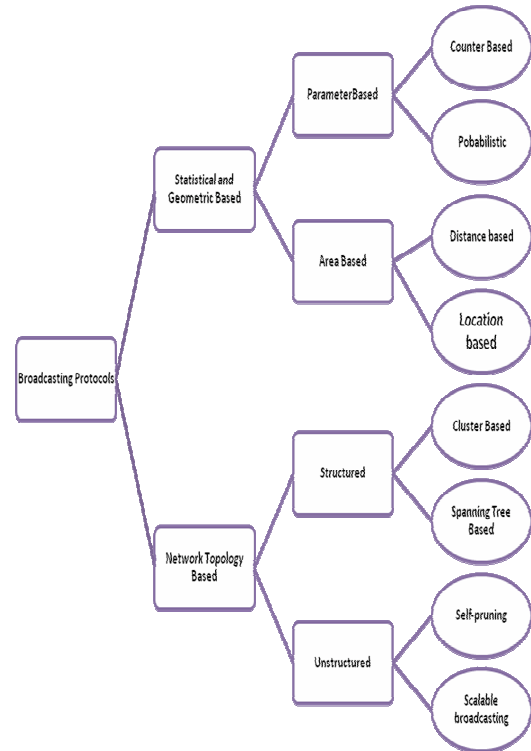 Broadcasting Protocols
Statistical and
Geometric Based
ParameterBased
Counter Based
Pobabilistic
Area Based
Distance based
Location
based
Network Topology
Based
Structured
Cluster Based
Spanning Tree
Based
Unstructured
Self-pruning
Scalable
broadcasting